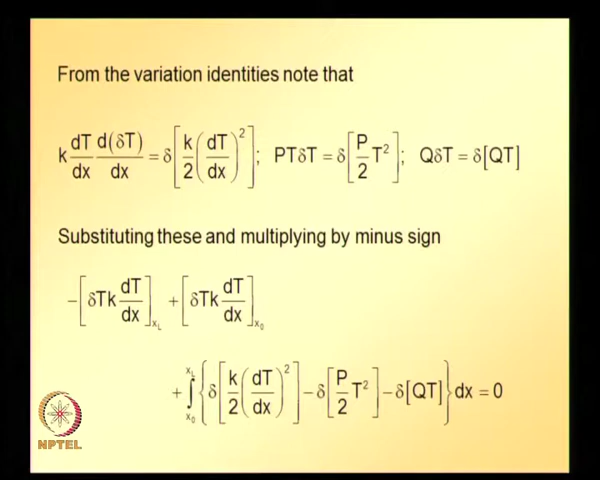 From the variation identities note that
k dT/dx d(δT)/dx = δ[k/2 (dT/dx)²]; PTδT = δ[P/2 T²]; QδT = δ[QT]
Substituting these and multiplying by minus sign
−[δTk dT/dx]_{x_L} + [δTk dT/dx]_{x_0}
+ ∫_{x_0}^{x_L} {δ[k/2 (dT/dx)²] − δ[P/2 T²] − δ[QT]} dx = 0
NPTEL